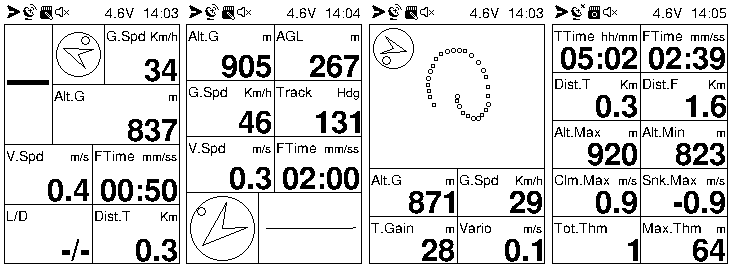 4.6V 14:03
G.Spd Km/h
34
Alt.G m
837
V.Spd m/s FTime mm/ss
0.4 00:50
L/D Dist.T Km
-/- 0.3
4.6V 14:04
Alt.G m AGL m
905 267
G.Spd Km/h Track Hdg
46 131
V.Spd m/s FTime mm/ss
0.3 02:00
4.6V 14:03
Alt.G m G.Spd Km/h
871 29
T.Gain m Vario m/s
28 0.1
4.6V 14:05
TTime hh/mm FTime mm/ss
05:02 02:39
Dist.T Km Dist.F Km
0.3 1.6
Alt.Max m Alt.Min m
920 823
Clm.Max m/s Snk.Max m/s
0.9 -0.9
Tot.Thm Max.Thm m
1 64